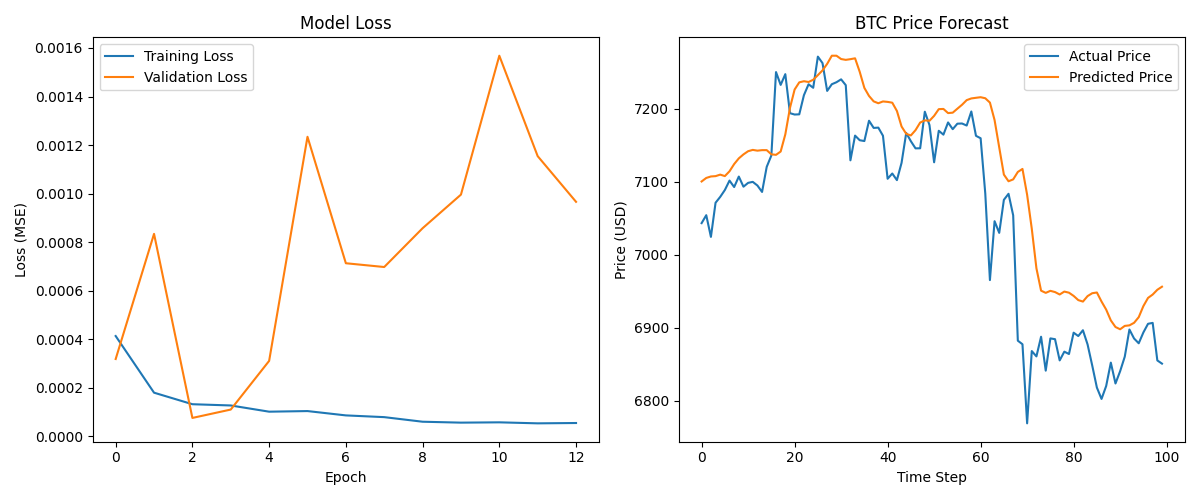 Model Loss
Training Loss
Validation Loss
Loss (MSE)
0.0016
0.0014
0.0012
0.0010
0.0008
0.0006
0.0004
0.0002
0.0000
0 2 4 6 8 10 12
Epoch
BTC Price Forecast
Actual Price
Predicted Price
Price (USD)
7200
7100
7000
6900
6800
0 20 40 60 80 100
Time Step